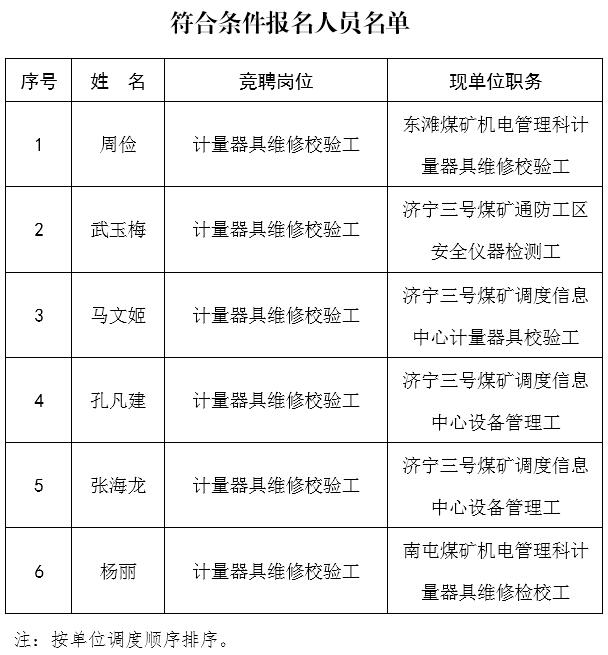 符合条件报名人员名单
序号 姓 名 竞聘岗位 现单位职务
1 周俭 计量器具维修校验工 东滩煤矿机电管理科计
量器具维修校验工
2 武玉梅 计量器具维修校验工 济宁三号煤矿通防工区
安全仪器检测工
3 马文姬 计量器具维修校验工 济宁三号煤矿调度信息
中心计量器具校验工
4 孔凡建 计量器具维修校验工 济宁三号煤矿调度信息
中心设备管理工
5 张海龙 计量器具维修校验工 济宁三号煤矿调度信息
中心设备管理工
6 杨丽 计量器具维修校验工 南屯煤矿机电管理科计
量器具维修检校工
注：按单位调度顺序排序。